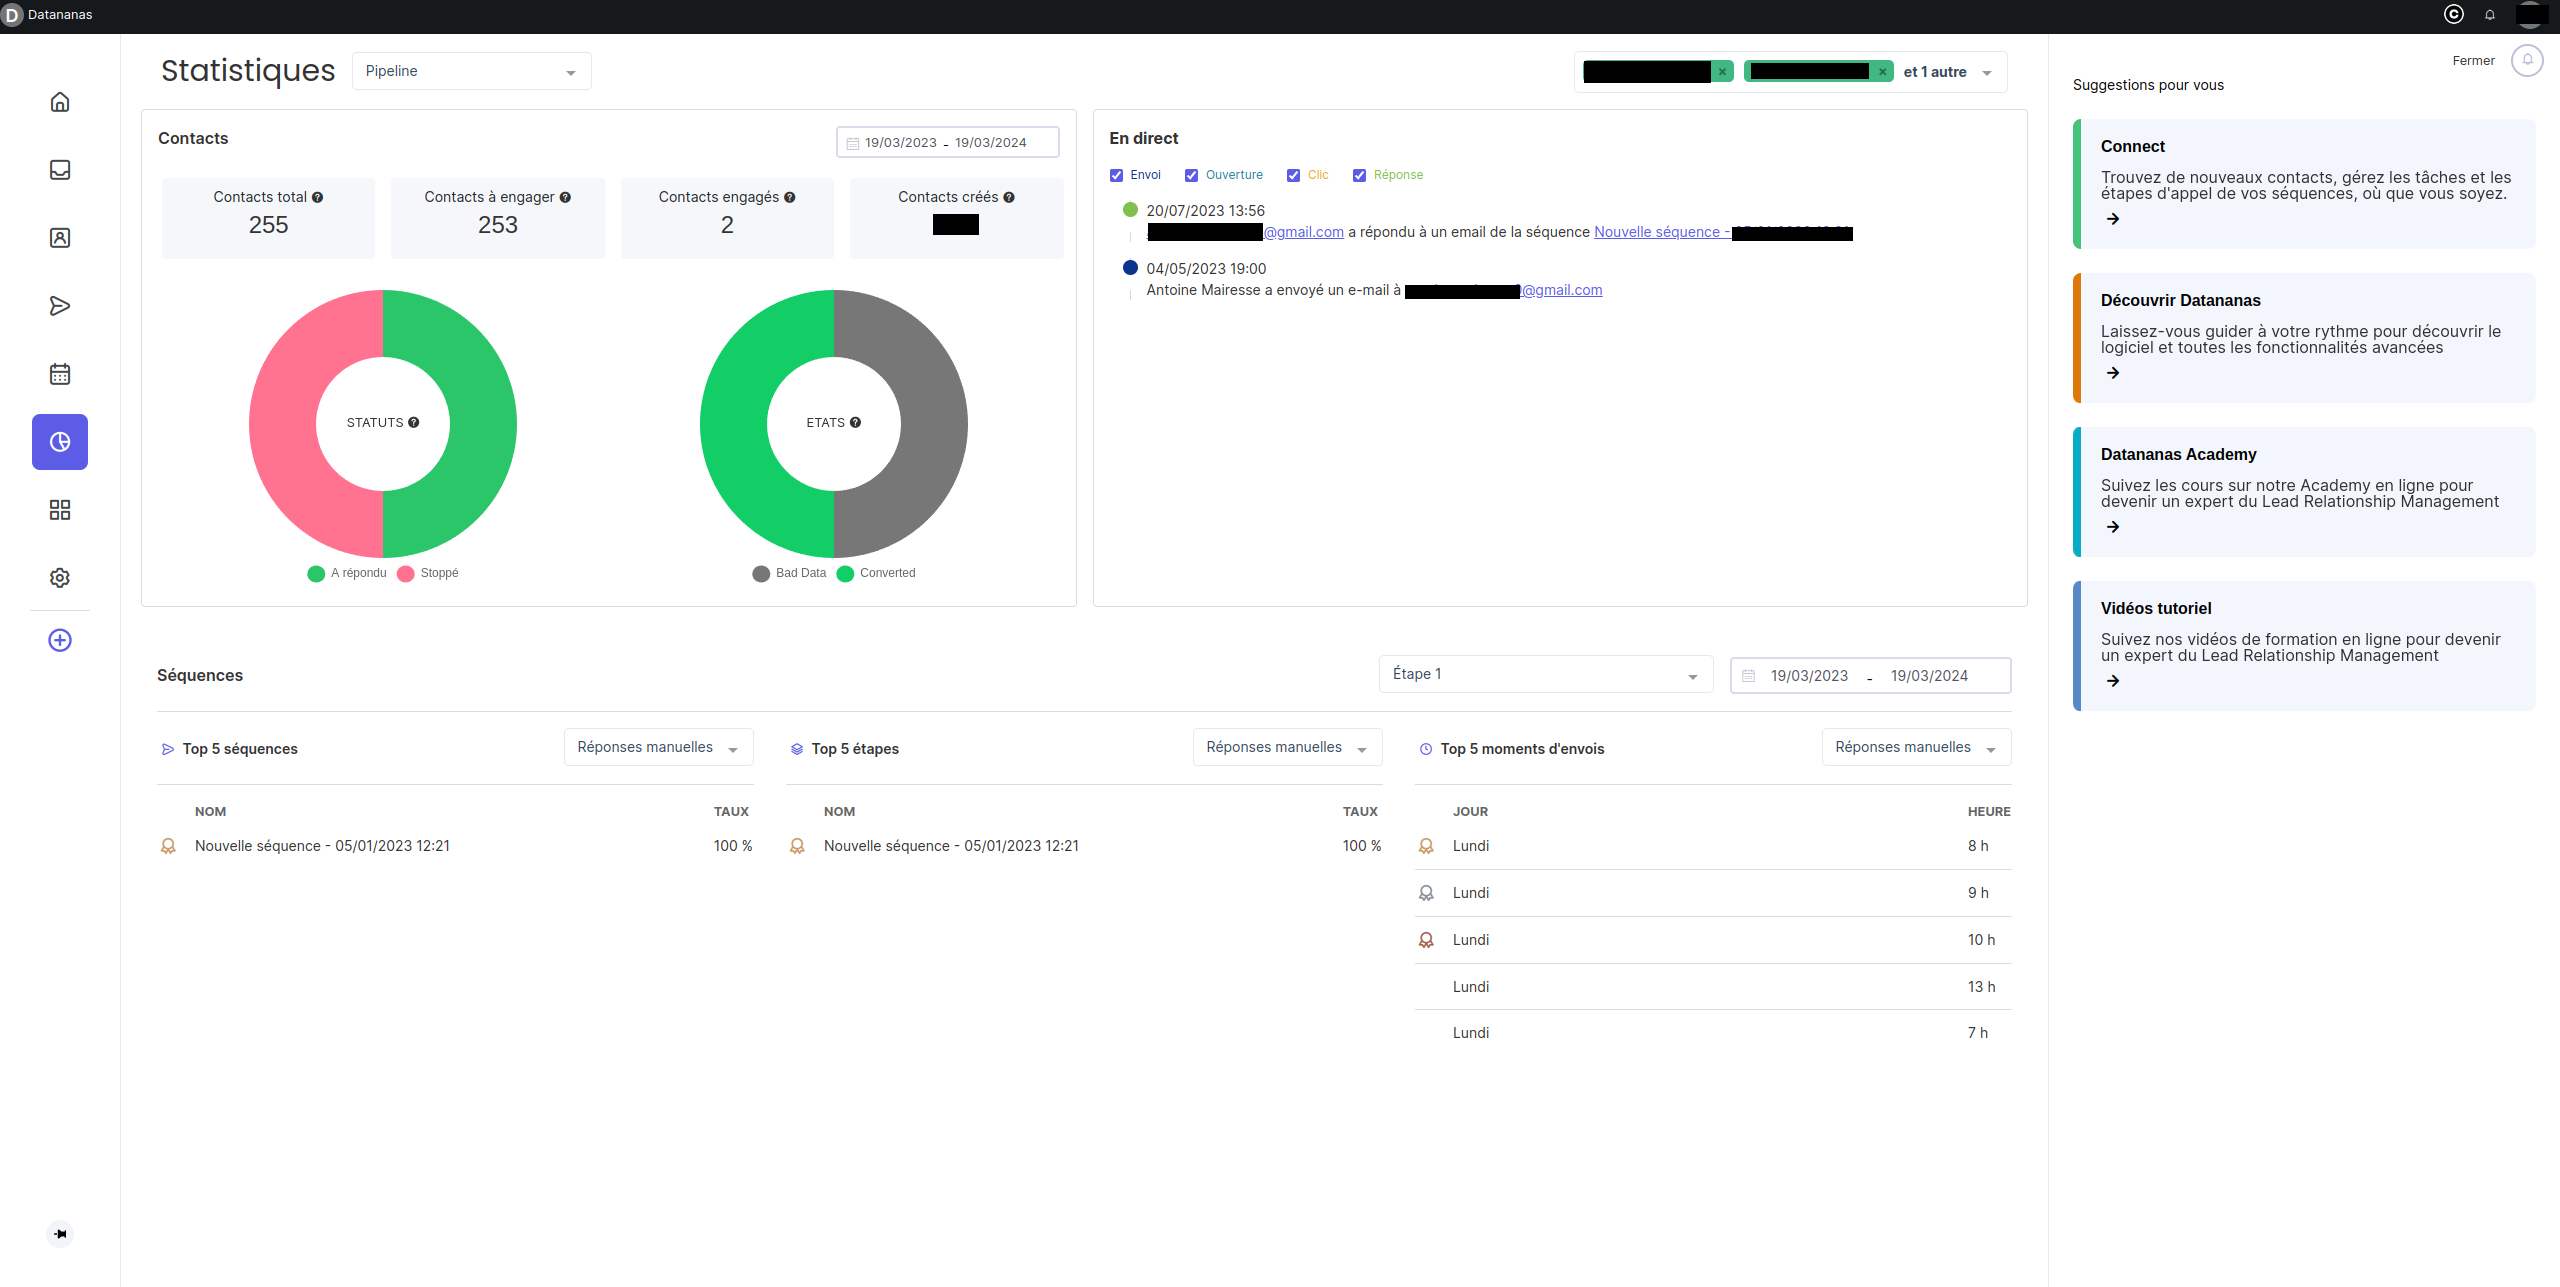 D Datananas
Statistiques
Pipeline
et 1 autre
Contacts
19/03/2023 - 19/03/2024
Contacts total
255
Contacts à engager
253
Contacts engagés
2
Contacts créés
STATUTS
A répondu
Stoppé
ETATS
Bad Data
Converted
En direct
Envoi
Ouverture
Clic
Réponse
20/07/2023 13:56
@gmail.com a répondu à un email de la séquence Nouvelle séquence -
04/05/2023 19:00
Antoine Mairesse a envoyé un e-mail à @gmail.com
Séquences
Étape 1
19/03/2023 - 19/03/2024
Top 5 séquences
Réponses manuelles
NOM TAUX
Nouvelle séquence - 05/01/2023 12:21 100 %
Top 5 étapes
Réponses manuelles
NOM TAUX
Nouvelle séquence - 05/01/2023 12:21 100 %
Top 5 moments d'envois
Réponses manuelles
JOUR HEURE
Lundi 8 h
Lundi 9 h
Lundi 10 h
Lundi 13 h
Lundi 7 h
Fermer
Suggestions pour vous
Connect
Trouvez de nouveaux contacts, gérez les tâches et les
étapes d'appel de vos séquences, où que vous soyez.
Découvrir Datananas
Laissez-vous guider à votre rythme pour découvrir le
logiciel et toutes les fonctionnalités avancées
Datananas Academy
Suivez les cours sur notre Academy en ligne pour
devenir un expert du Lead Relationship Management
Vidéos tutoriel
Suivez nos vidéos de formation en ligne pour devenir
un expert du Lead Relationship Management